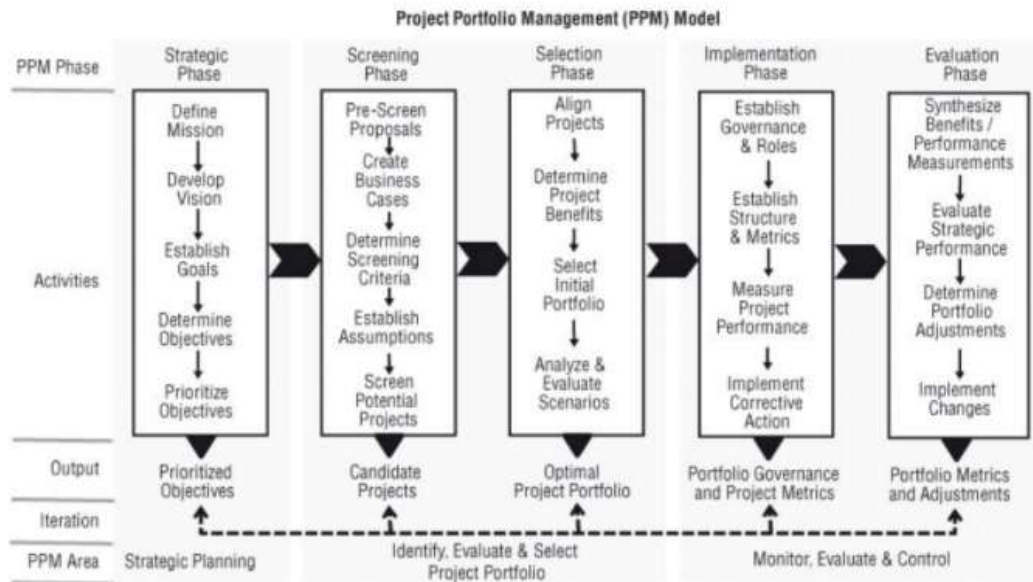 Project Portfolio Management (PPM) Model
PPM Phase
Strategic
Phase
Screening
Phase
Selection
Phase
Implementation
Phase
Evaluation
Phase
Activities
Define
Mission
Develop
Vision
Establish
Goals
Determine
Objectives
Prioritize
Objectives
Pre-Screen
Proposals
Create
Business
Cases
Determine
Screening
Criteria
Establish
Assumptions
Screen
Potential
Projects
Align
Projects
Determine
Project
Benefits
Select
Initial
Portfolio
Analyze &
Evaluate
Scenarios
Establish
Governance
& Roles
Establish
Structure
& Metrics
Measure
Project
Performance
Implement
Corrective
Action
Synthesize
Benefits /
Performance
Measurements
Evaluate
Strategic
Performance
Determine
Portfolio
Adjustments
Implement
Changes
Output
Prioritized
Objectives
Candidate
Projects
Optimal
Project Portfolio
Portfolio Governance
and Project Metrics
Portfolio Metrics
and Adjustments
Iteration
PPM Area
Strategic Planning
Identify, Evaluate & Select
Project Portfolio
Monitor, Evaluate & Control